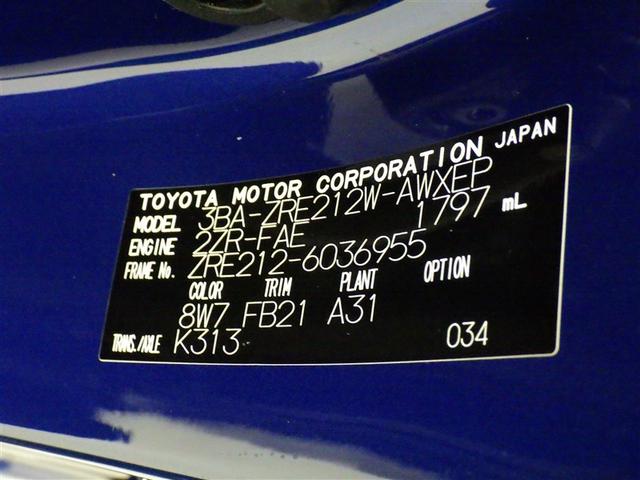 TOYOTA MOTOR CORPORATION JAPAN
MODEL 3BA-ZRE212W-AWXEP
ENGINE 2ZR-FAE 1797 mL
FRAME No. ZRE212-6036955
COLOR TRIM PLANT OPTION
8W7 FB21 A31
TRANS./AXLE K313 034